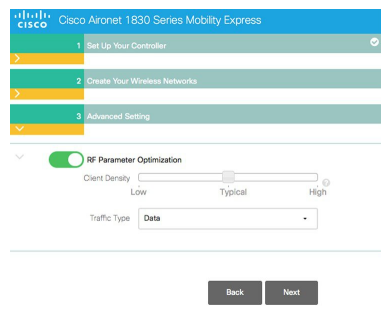 CISCO Cisco Aironet 1830 Series Mobility Express
1 Set Up Your Controller
2 Create Your Wireless Networks
3 Advanced Setting
RF Parameter Optimization
Client Density
?
Low Typical High
Traffic Type Data
Back Next